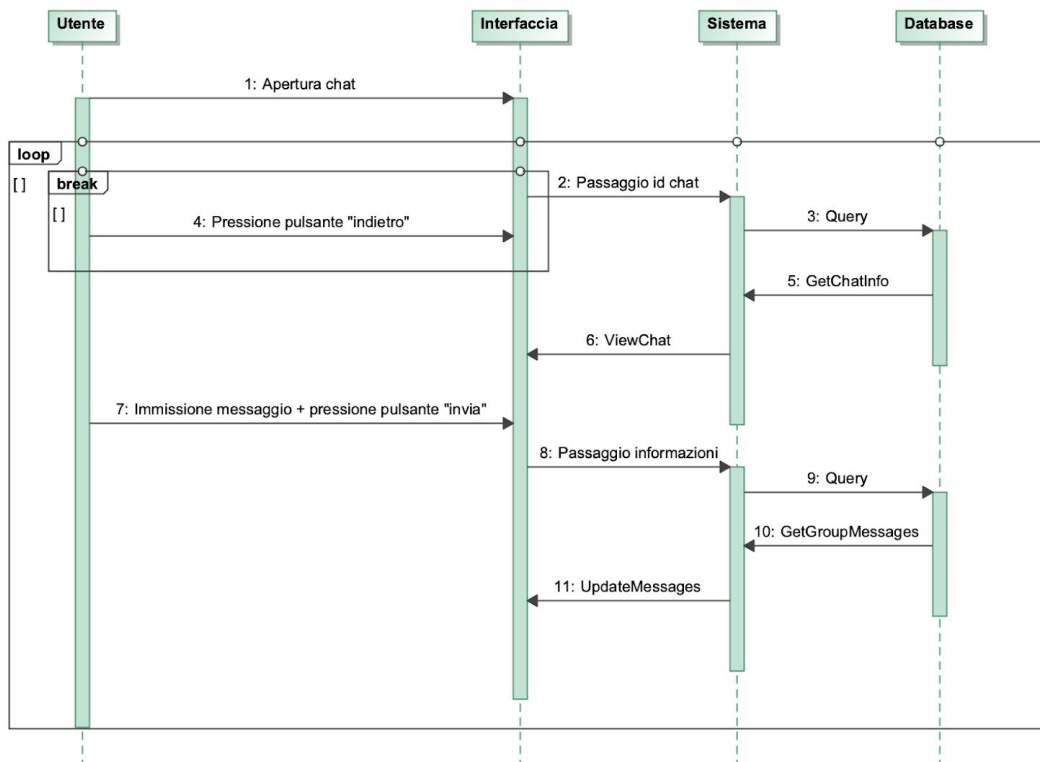 Utente
Interfaccia
Sistema
Database
1: Apertura chat
loop
[ ]
break
[ ]
2: Passaggio id chat
3: Query
4: Pressione pulsante "indietro"
5: GetChatInfo
6: ViewChat
7: Immissione messaggio + pressione pulsante "invia"
8: Passaggio informazioni
9: Query
10: GetGroupMessages
11: UpdateMessages